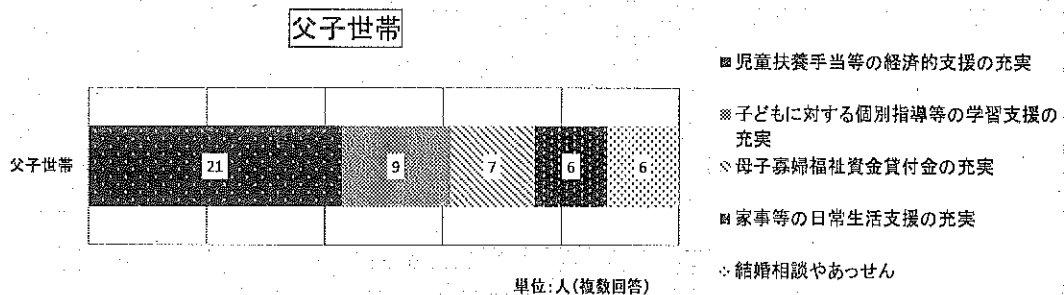 父子世帯
父子世帯
21
9
7
6
6
単位:人(複数回答)
児童扶養手当等の経済的支援の充実
子どもに対する個別指導等の学習支援の
充実
母子寡婦福祉資金貸付金の充実
家事等の日常生活支援の充実
結婚相談やあっせん